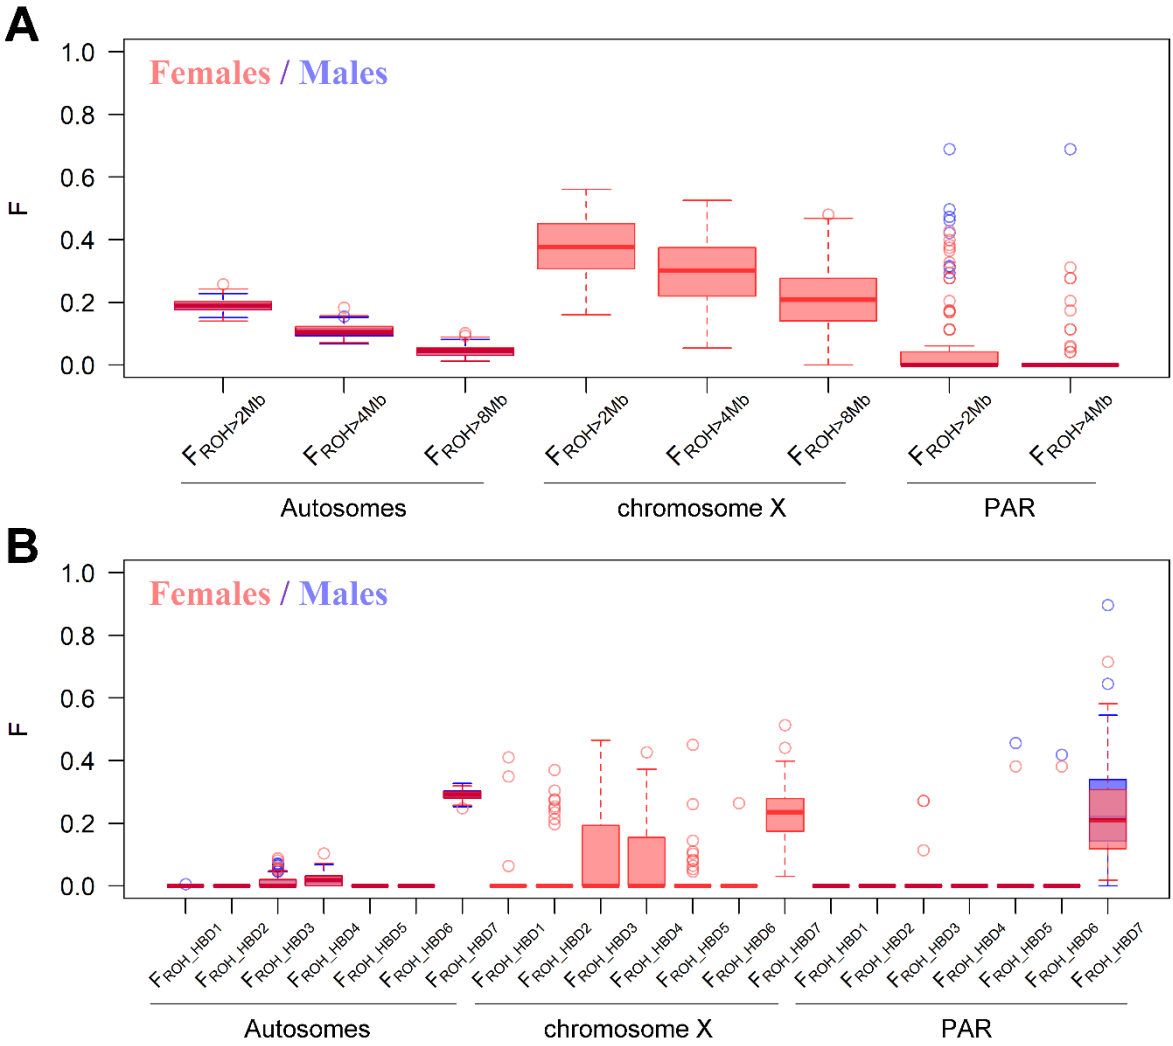 A
Females / Males
1.0
0.8
0.6
0.4
0.2
0.0
F
FROH>2Mb FROH>4Mb FROH>8Mb FROH>2Mb FROH>4Mb FROH>8Mb FROH>2Mb FROH>4Mb
Autosomes chromosome X PAR
B
Females / Males
1.0
0.8
0.6
0.4
0.2
0.0
F
FROH_HBD1 FROH_HBD2 FROH_HBD3 FROH_HBD4 FROH_HBD5 FROH_HBD6 FROH_HBD7 FROH_HBD1 FROH_HBD2 FROH_HBD3 FROH_HBD4 FROH_HBD5 FROH_HBD6 FROH_HBD7 FROH_HBD1 FROH_HBD2 FROH_HBD3 FROH_HBD4 FROH_HBD5 FROH_HBD6 FROH_HBD7
Autosomes chromosome X PAR